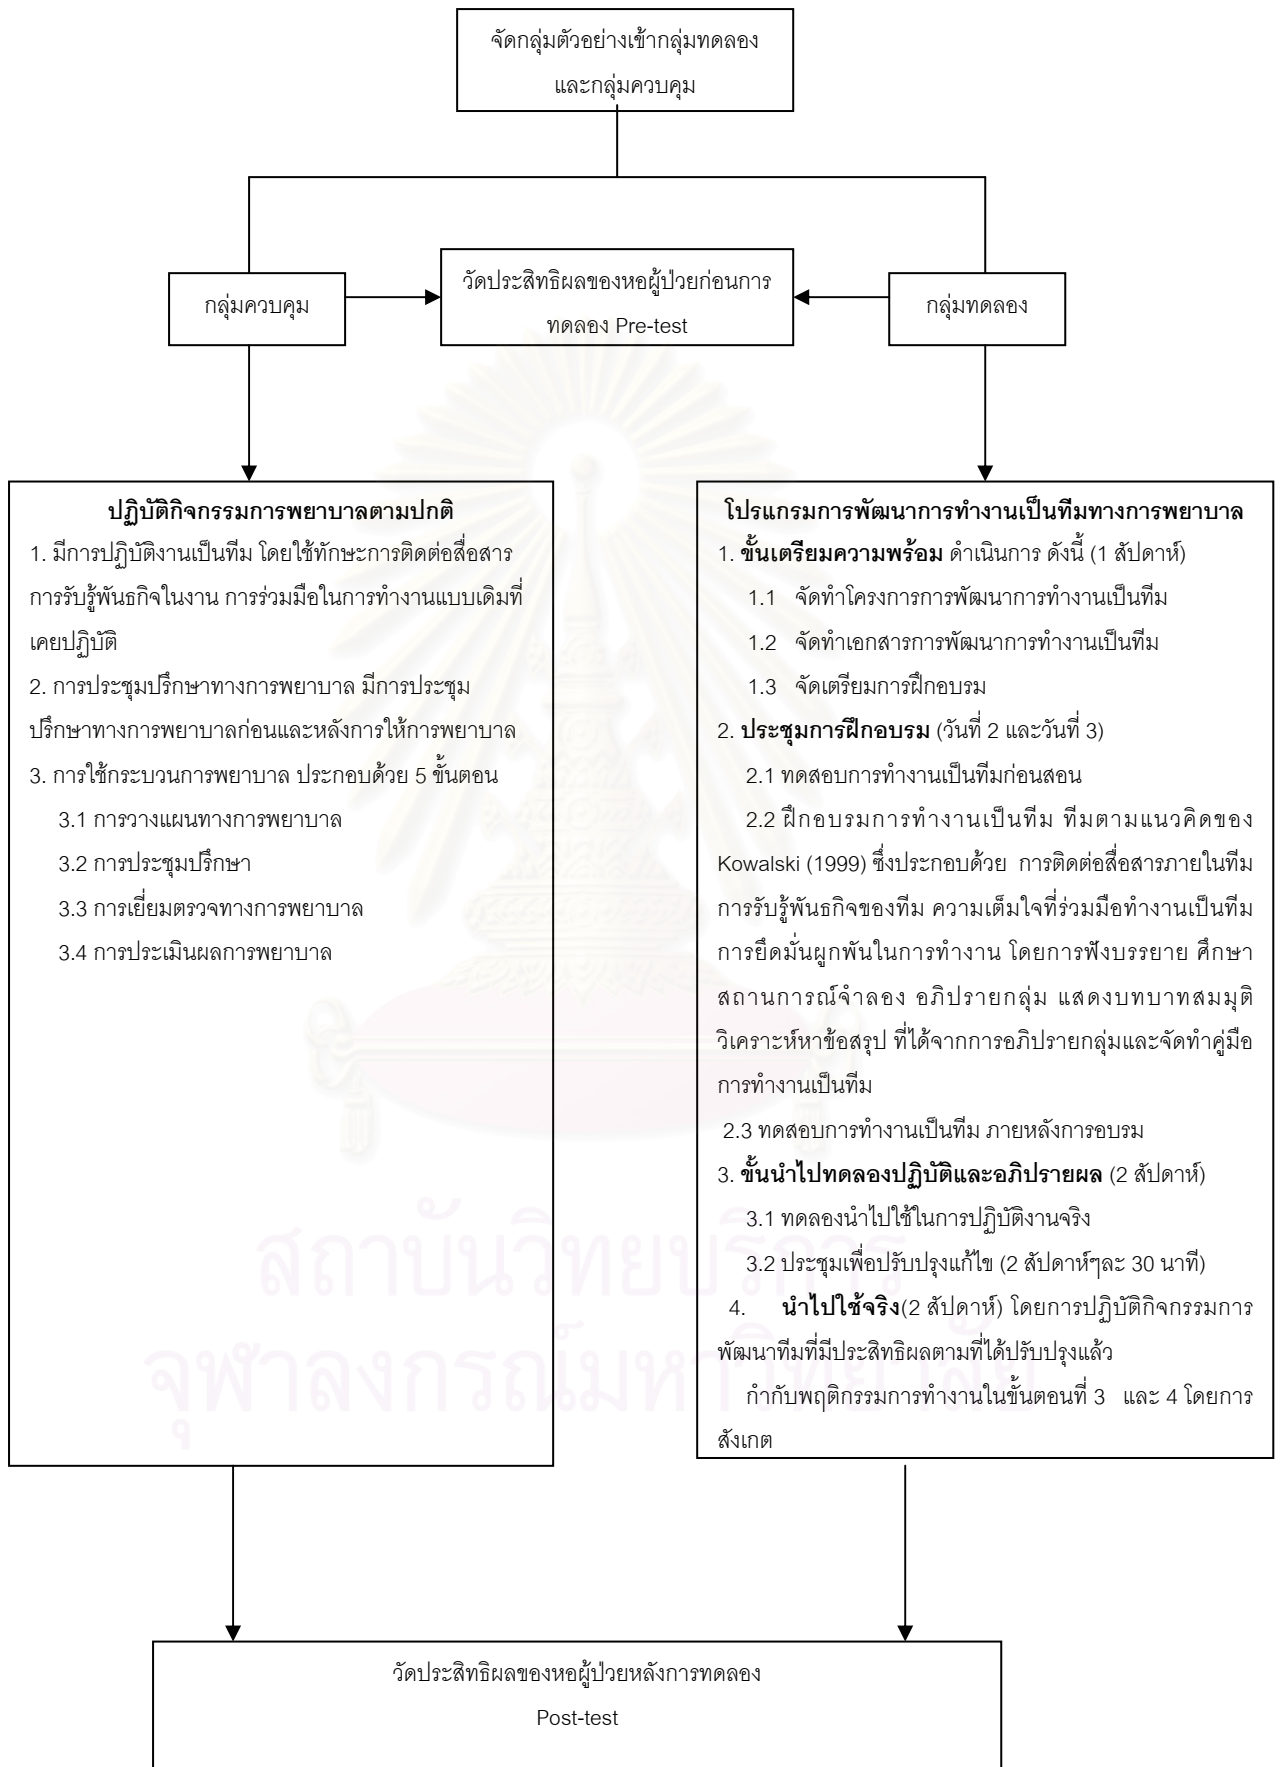 จัดกลุ่มตัวอย่างเข้ากลุ่มทดลอง
และกลุ่มควบคุม
กลุ่มควบคุม
วัดประสิทธิผลของหอผู้ป่วยก่อนการ
ทดลอง Pre-test
กลุ่มทดลอง
ปฏิบัติกิจกรรมการพยาบาลตามปกติ
1. มีการปฏิบัติงานเป็นทีม โดยใช้ทักษะการติดต่อสื่อสาร
การรับรู้พันธกิจในงาน การร่วมมือในการทำงานแบบเดิมที่
เคยปฏิบัติ
2. การประชุมปรึกษาทางการพยาบาล มีการประชุม
ปรึกษาทางการพยาบาลก่อนและหลังการให้การพยาบาล
3. การใช้กระบวนการพยาบาล ประกอบด้วย 5 ขั้นตอน
3.1 การวางแผนทางการพยาบาล
3.2 การประชุมปรึกษา
3.3 การเยี่ยมตรวจทางการพยาบาล
3.4 การประเมินผลการพยาบาล
โปรแกรมการพัฒนาการทำงานเป็นทีมทางการพยาบาล
1. ขั้นเตรียมความพร้อม ดำเนินการ ดังนี้ (1 สัปดาห์)
1.1 จัดทำโครงการการพัฒนาการทำงานเป็นทีม
1.2 จัดทำเอกสารการพัฒนาการทำงานเป็นทีม
1.3 จัดเตรียมการฝึกอบรม
2. ประชุมการฝึกอบรม (วันที่ 2 และวันที่ 3)
2.1 ทดสอบการทำงานเป็นทีมก่อนสอน
2.2 ฝึกอบรมการทำงานเป็นทีม ทีมตามแนวคิดของ
Kowalski (1999) ซึ่งประกอบด้วย การติดต่อสื่อสารภายในทีม
การรับรู้พันธกิจของทีม ความเต็มใจที่ร่วมมือทำงานเป็นทีม
การยึดมั่นผูกพันในการทำงาน โดยการฟังบรรยาย ศึกษา
สถานการณ์จำลอง อภิปรายกลุ่ม แสดงบทบาทสมมุติ
วิเคราะห์หาข้อสรุป ที่ได้จากการอภิปรายกลุ่มและจัดทำคู่มือ
การทำงานเป็นทีม
2.3 ทดสอบการทำงานเป็นทีม ภายหลังการอบรม
3. ขั้นนำไปทดลองปฏิบัติและอภิปรายผล (2 สัปดาห์)
3.1 ทดลองนำไปใช้ในการปฏิบัติงานจริง
3.2 ประชุมเพื่อปรับปรุงแก้ไข (2 สัปดาห์ๆละ 30 นาที)
4. นำไปใช้จริง(2 สัปดาห์) โดยการปฏิบัติกิจกรรมการ
พัฒนาทีมที่มีประสิทธิผลตามที่ได้ปรับปรุงแล้ว
กำกับพฤติกรรมการทำงานในขั้นตอนที่ 3 และ 4 โดยการ
สังเกต
สถาบันวิทยบริการ
จุฬาลงกรณ์มหาวิทยาลัย
วัดประสิทธิผลของหอผู้ป่วยหลังการทดลอง
Post-test